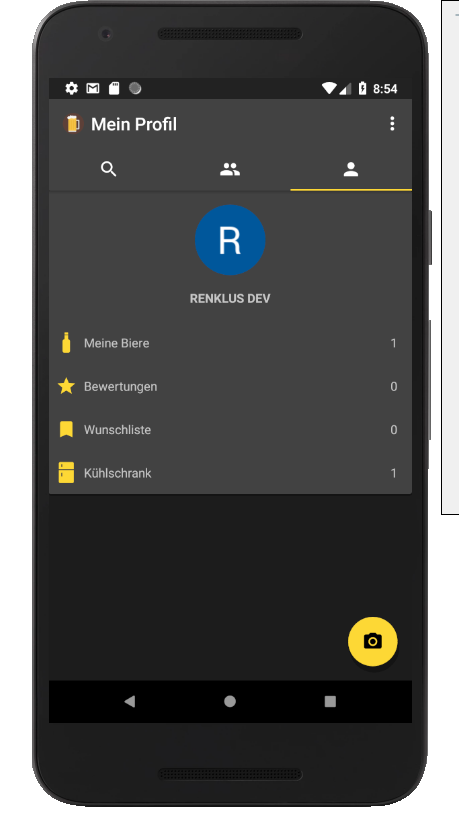 8:54
Mein Profil
R
RENKLUS DEV
Meine Biere 1
Bewertungen 0
Wunschliste 0
Kühlschrank 1